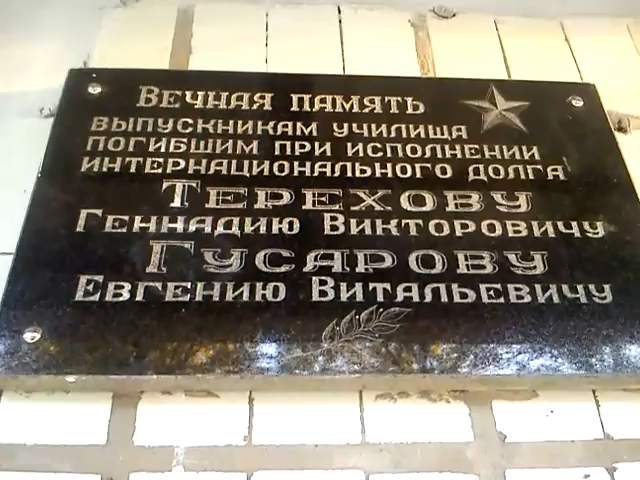 Вечная память
выпускникам училища
погибшим при исполнении
интернационального долга
Терехову
Геннадию Викторовичу
Гусарову
Евгению Витальевичу